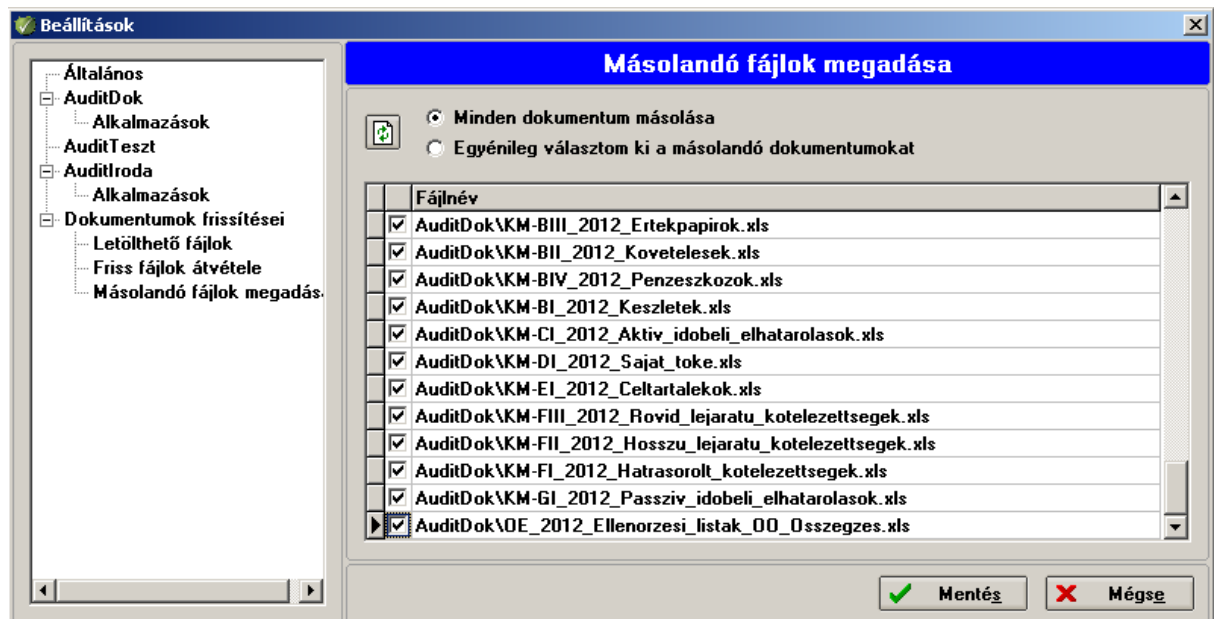 Beállítások
Általános
AuditDok
Alkalmazások
AuditTeszt
AuditIroda
Alkalmazások
Dokumentumok frissítései
Letölthető fájlok
Friss fájlok átvétele
Másolandó fájlok megadás
Másolandó fájlok megadása
Minden dokumentum másolása
Egyénileg választom ki a másolandó dokumentumokat
Fájlnév
AuditDok\KM-BIII_2012_Ertekpapirok.xls
AuditDok\KM-BII_2012_Kovetelesek.xls
AuditDok\KM-BIV_2012_Penzeszkozok.xls
AuditDok\KM-BI_2012_Keszletek.xls
AuditDok\KM-CI_2012_Aktiv_idobeli_elhatarolasok.xls
AuditDok\KM-DI_2012_Sajat_toke.xls
AuditDok\KM-EI_2012_Celtartalekok.xls
AuditDok\KM-FIII_2012_Rovid_lejaratu_kotelezettsegek.xls
AuditDok\KM-FII_2012_Hosszu_lejaratu_kotelezettsegek.xls
AuditDok\KM-FI_2012_Hatrasorolt_kotelezettsegek.xls
AuditDok\KM-GI_2012_Passziv_idobeli_elhatarolasok.xls
AuditDok\OE_2012_Ellenorzesi_listak_OO_Osszegzes.xls
Mentés
Mégse